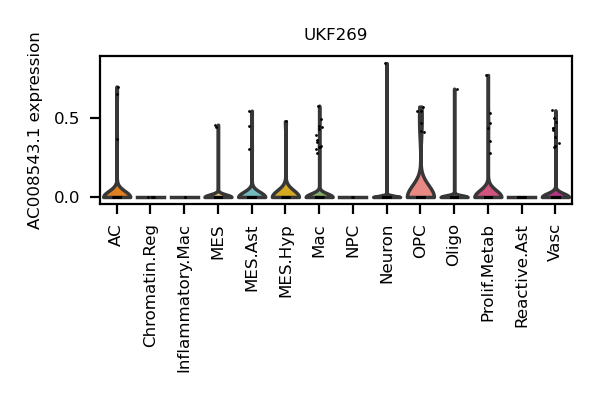 UKF269
AC008543.1 expression
0.5
0.0
AC
Chromatin.Reg
Inflammatory.Mac
MES
MES.Ast
MES.Hyp
Mac
NPC
Neuron
OPC
Oligo
Prolif.Metab
Reactive.Ast
Vasc